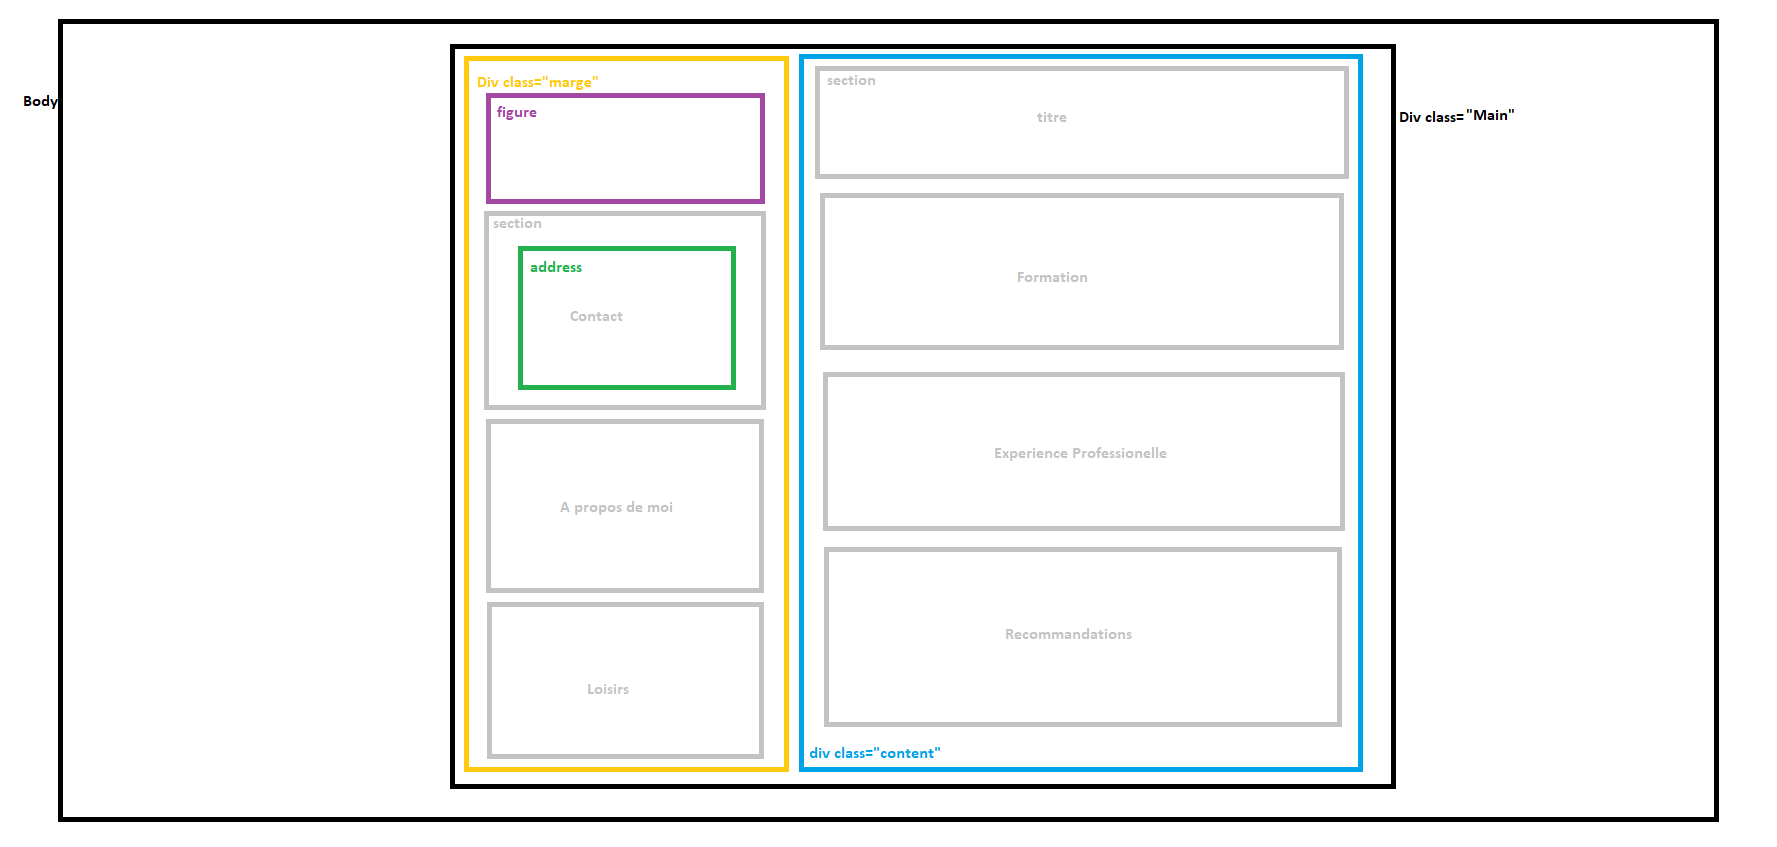 Body
Div class="marge"
figure
section
address
Contact
A propos de moi
Loisirs
section
titre
Formation
Experience Professionelle
Recommandations
div class="content"
Div class="Main"